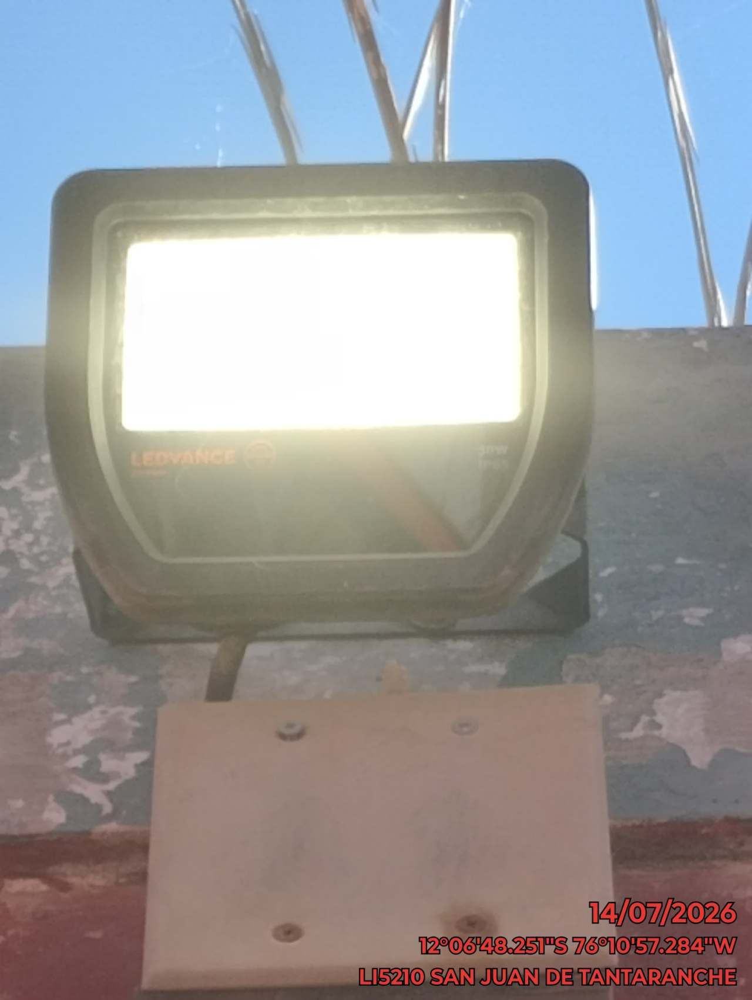 LEDVANCE
14/07/2026
12°06'48.251"S 76°10'57.284"W
LI5210 SAN JUAN DE TANTARANCHE